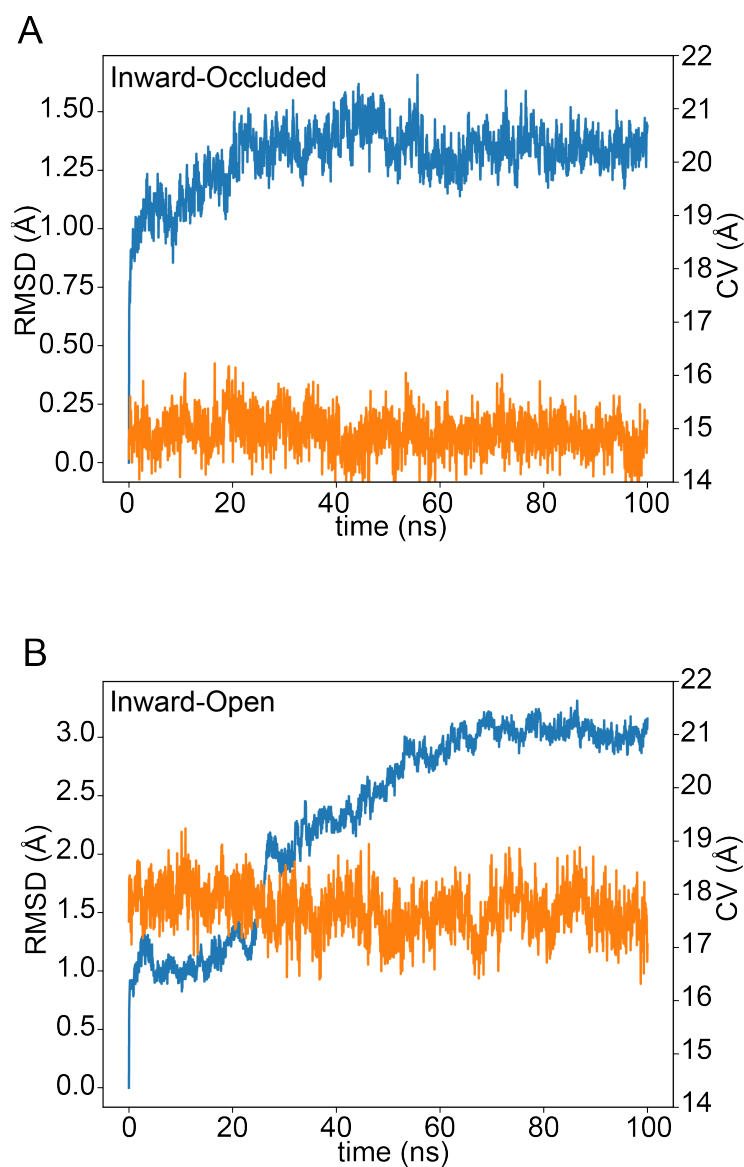 A
Inward-Occluded
RMSD (Å)
1.50
1.25
1.00
0.75
0.50
0.25
0.0
22
21
20
19
18
17
16
15
14
CV (Å)
0 20 40 60 80 100
time (ns)
B
Inward-Open
RMSD (Å)
3.0
2.5
2.0
1.5
1.0
0.5
0.0
22
21
20
19
18
17
16
15
14
CV (Å)
0 20 40 60 80 100
time (ns)